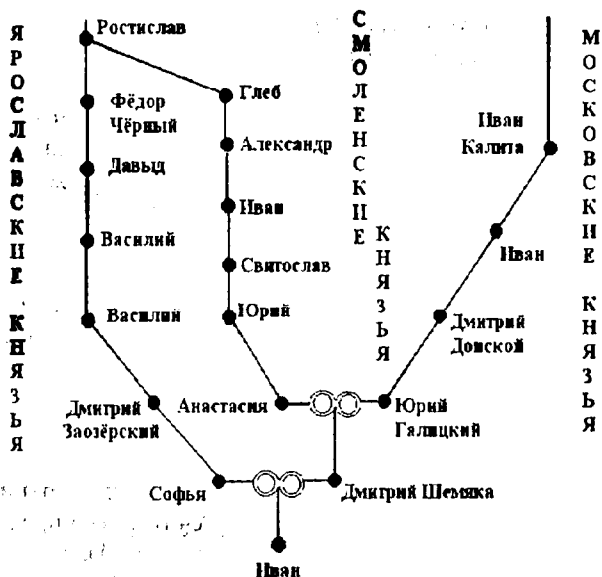 ЯРОСЛАВСКИЕ КНЯЗЬЯ
СМОЛЕНСКИЕ
КНЯЗЬЯ
МОСКОВСКИЕ КНЯЗЬЯ
Ростислав
Глеб
Фёдор
Чёрный
Александр
Иван
Калита
Давыд
Иван
Василий
Иван
Святослав
Василий
Юрий
Дмитрий
Донской
Дмитрий
Заозёрский
Анастасия
Юрий
Галицкий
Софья
Дмитрий Шемяка
Иван